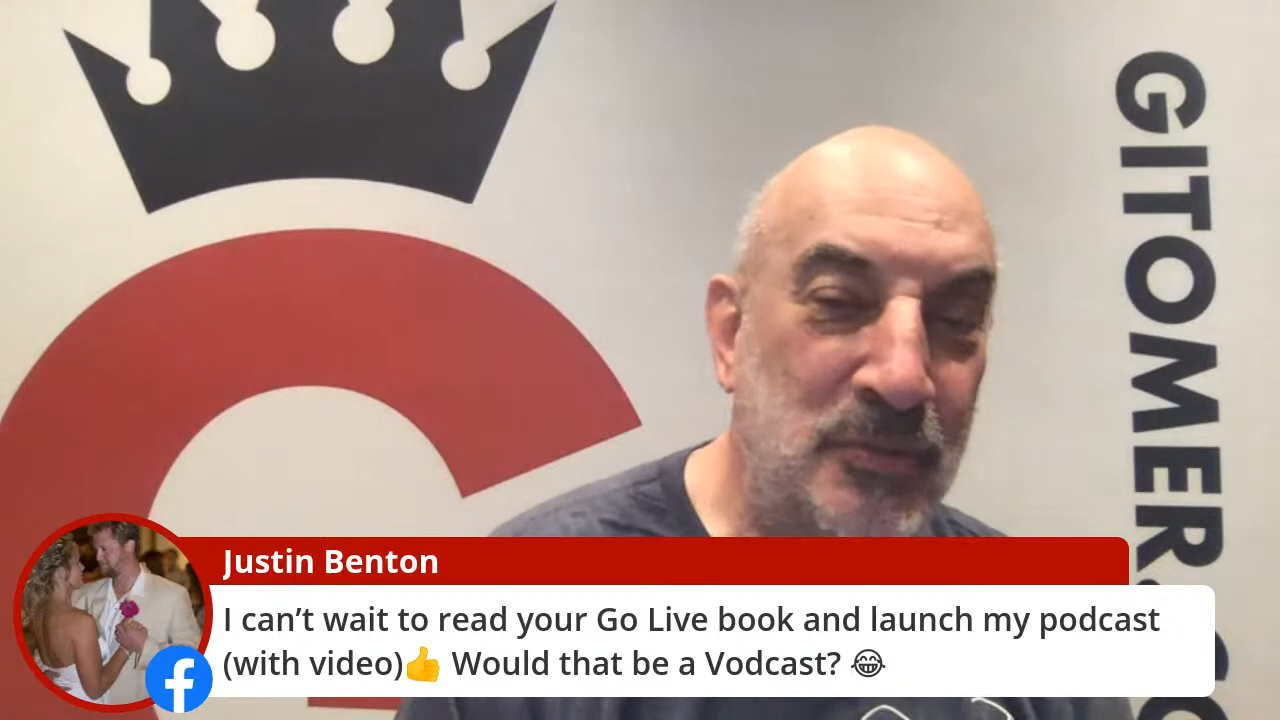 GITOMER.CO
Justin Benton
I can’t wait to read your Go Live book and launch my podcast
(with video)👍 Would that be a Vodcast? 😂